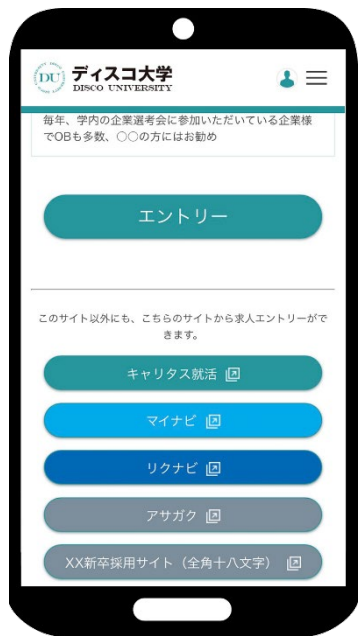 DU
ディスコ大学
DISCO UNIVERSITY
毎年、学内の企業選考会に参加いただいている企業様
でOBも多数、○○の方にはお勧め
エントリー
このサイト以外にも、こちらのサイトから求人エントリーがで
きます。
キャリタス就活
マイナビ
リクナビ
アサガク
XX新卒採用サイト（全角十八文字）